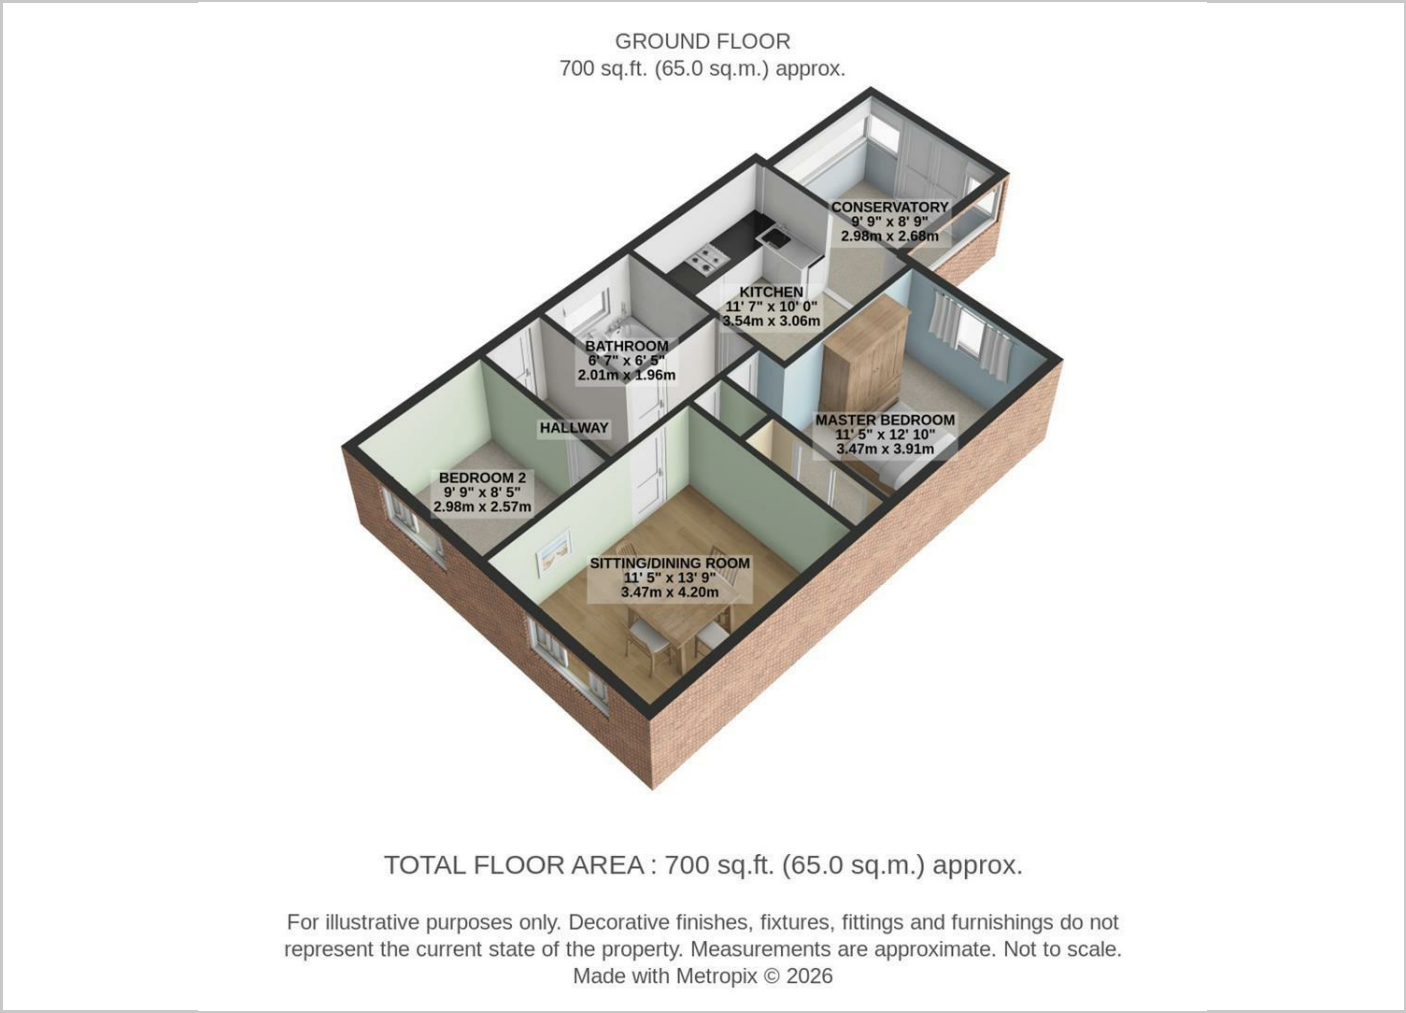 GROUND FLOOR
700 sq.ft. (65.0 sq.m.) approx.
CONSERVATORY
9' 9" x 8' 9"
2.98m x 2.68m
KITCHEN
11' 7" x 10' 0"
3.54m x 3.06m
BATHROOM
6' 7" x 6' 5"
2.01m x 1.96m
MASTER BEDROOM
11' 5" x 12' 10"
3.47m x 3.91m
HALLWAY
BEDROOM 2
9' 9" x 8' 5"
2.98m x 2.57m
SITTING/DINING ROOM
11' 5" x 13' 9"
3.47m x 4.20m
TOTAL FLOOR AREA : 700 sq.ft. (65.0 sq.m.) approx.
For illustrative purposes only. Decorative finishes, fixtures, fittings and furnishings do not
represent the current state of the property. Measurements are approximate. Not to scale.
Made with Metropix © 2026